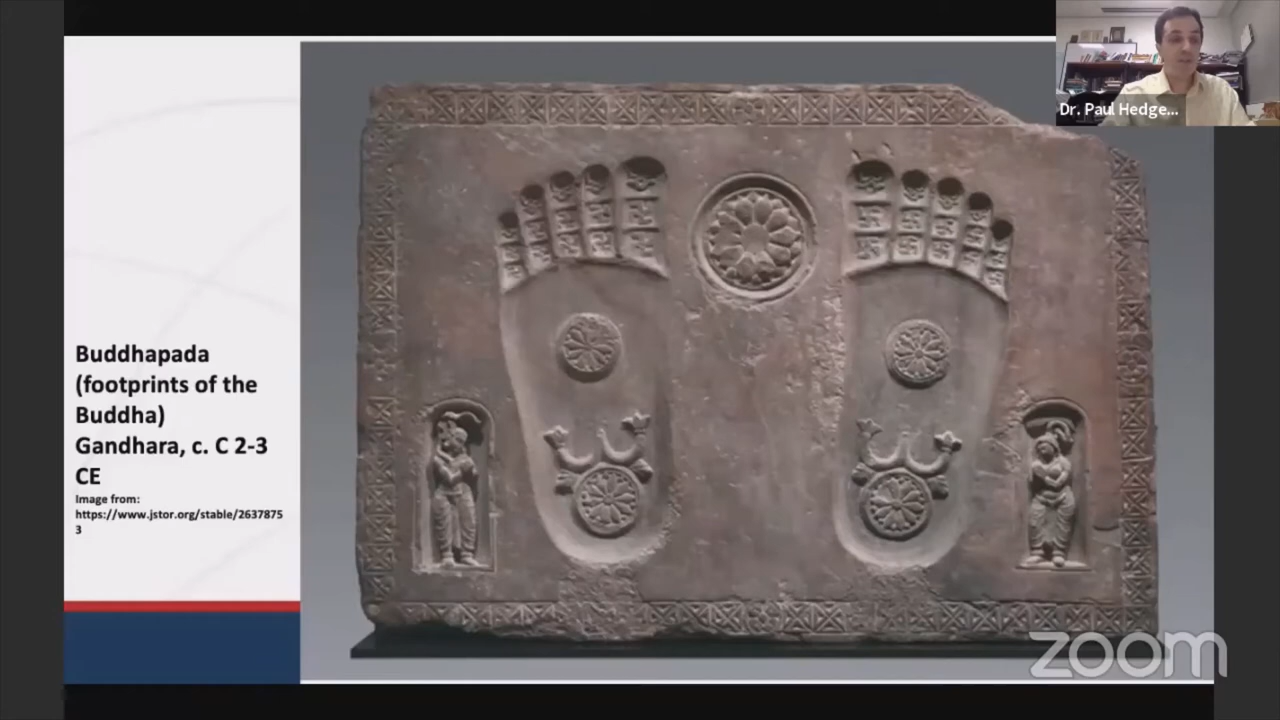 Dr. Paul Hedge...
Buddhapada
(footprints of the
Buddha)
Gandhara, c. C 2-3
CE
Image from:
https://www.jstor.org/stable/2637875
3
zoom